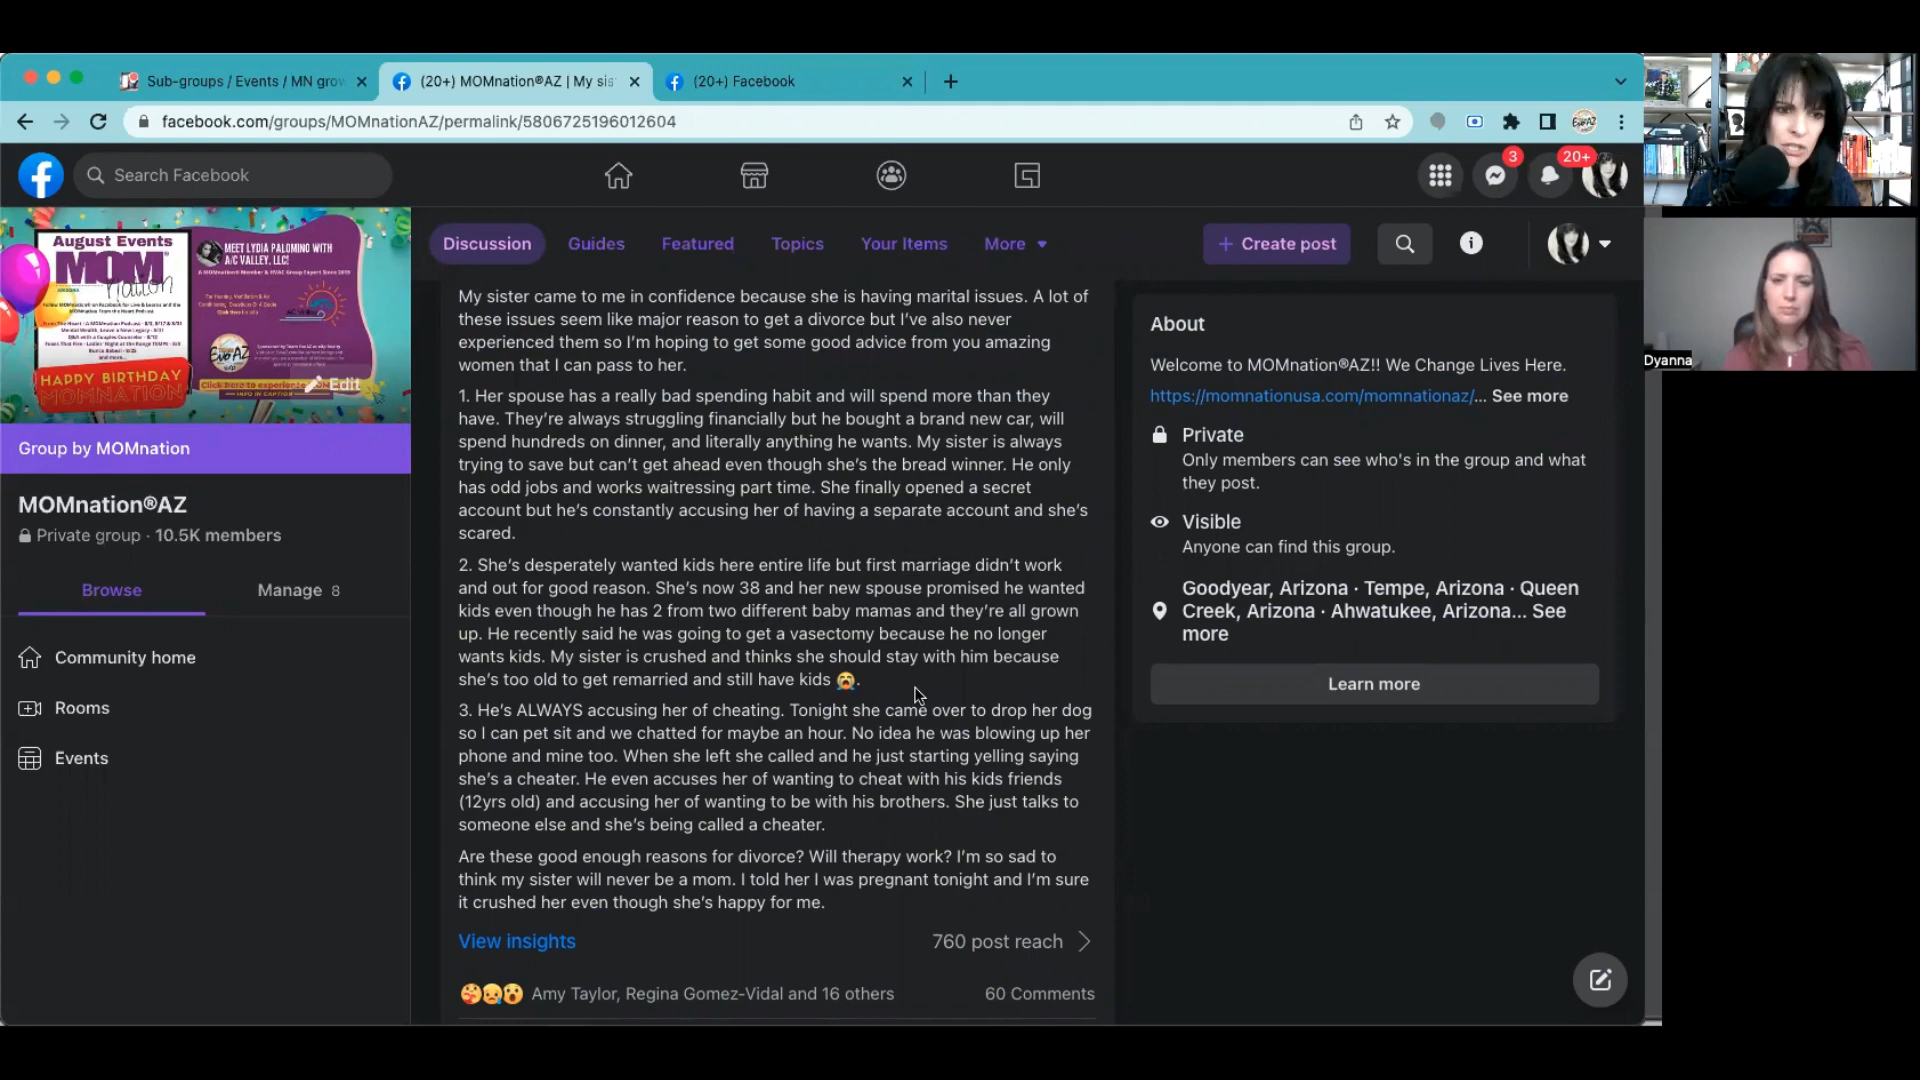 Sub-groups / Events / MN grow
(20+) MOMnation®AZ | My sis
(20+) Facebook
facebook.com/groups/MOMnationAZ/permalink/5806725196012604
Search Facebook
3
20+
August Events
MOM
Nation
MEET LYDIA PALOMINO WITH
A/C VALLEY, LLC!
HAPPY BIRTHDAY
MOMNATION
Edit
Group by MOMnation
MOMnation®AZ
Private group · 10.5K members
Browse
Manage 8
Community home
Rooms
Events
Discussion
Guides
Featured
Topics
Your Items
More
+ Create post
My sister came to me in confidence because she is having marital issues. A lot of
these issues seem like major reason to get a divorce but I've also never
experienced them so I'm hoping to get some good advice from you amazing
women that I can pass to her.
1. Her spouse has a really bad spending habit and will spend more than they
have. They're always struggling financially but he bought a brand new car, will
spend hundreds on dinner, and literally anything he wants. My sister is always
trying to save but can't get ahead even though she's the bread winner. He only
has odd jobs and works waitressing part time. She finally opened a secret
account but he's constantly accusing her of having a separate account and she's
scared.
2. She's desperately wanted kids here entire life but first marriage didn't work
and out for good reason. She's now 38 and her new spouse promised he wanted
kids even though he has 2 from two different baby mamas and they're all grown
up. He recently said he was going to get a vasectomy because he no longer
wants kids. My sister is crushed and thinks she should stay with him because
she's too old to get remarried and still have kids 😭.
3. He's ALWAYS accusing her of cheating. Tonight she came over to drop her dog
so I can pet sit and we chatted for maybe an hour. No idea he was blowing up her
phone and mine too. When she left she called and he just starting yelling saying
she's a cheater. He even accuses her of wanting to cheat with his kids friends
(12yrs old) and accusing her of wanting to be with his brothers. She just talks to
someone else and she's being called a cheater.
Are these good enough reasons for divorce? Will therapy work? I'm so sad to
think my sister will never be a mom. I told her I was pregnant tonight and I'm sure
it crushed her even though she's happy for me.
View insights
760 post reach
Amy Taylor, Regina Gomez-Vidal and 16 others
60 Comments
About
Welcome to MOMnation®AZ!! We Change Lives Here.
https://momnationusa.com/momnationaz/... See more
Private
Only members can see who's in the group and what
they post.
Visible
Anyone can find this group.
Goodyear, Arizona · Tempe, Arizona · Queen
Creek, Arizona · Ahwatukee, Arizona... See
more
Learn more
Dyanna